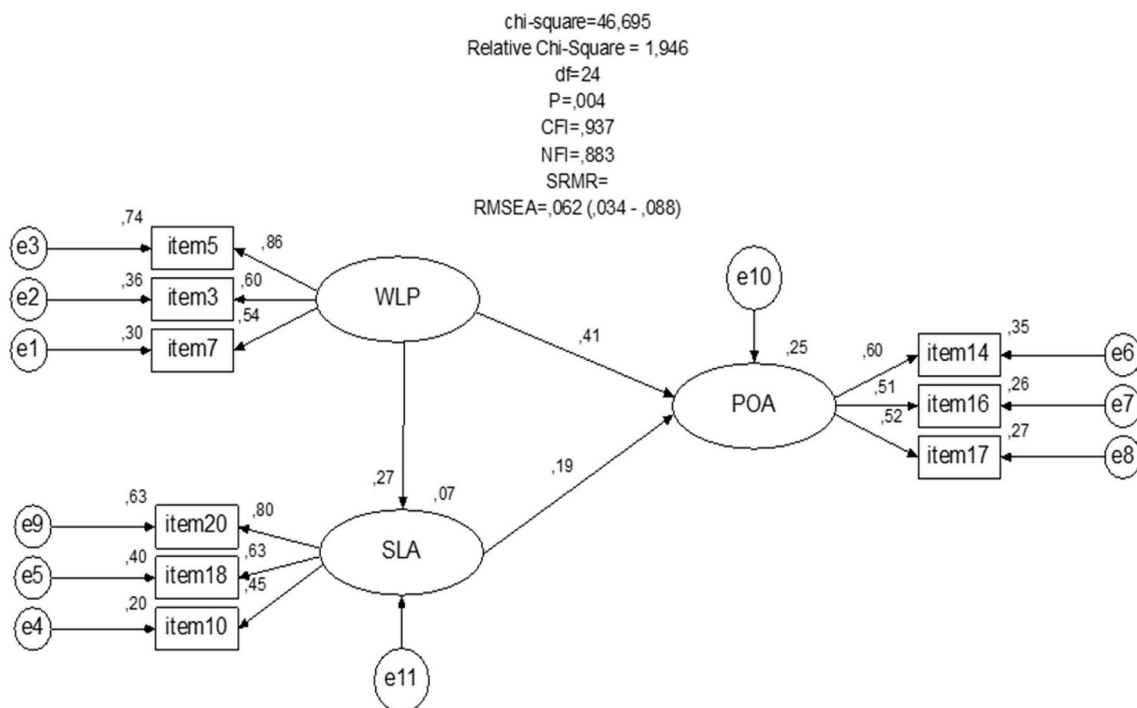 chi-square=46,695
Relative Chi-Square = 1,946
df=24
P=,004
CFI=,937
NFI=,883
SRMR=
RMSEA=,062 (,034 - ,088)
,74
e3
item5
,86
,36
e2
item3
,60
,30
e1
item7
,54
WLP
e10
,41
,25
POA
,60
item14
,35
e6
,51
item16
,26
e7
,52
item17
,27
e8
,27
,07
,19
,63
e9
item20
,80
,40
e5
item18
,63
,20
e4
item10
,45
SLA
e11